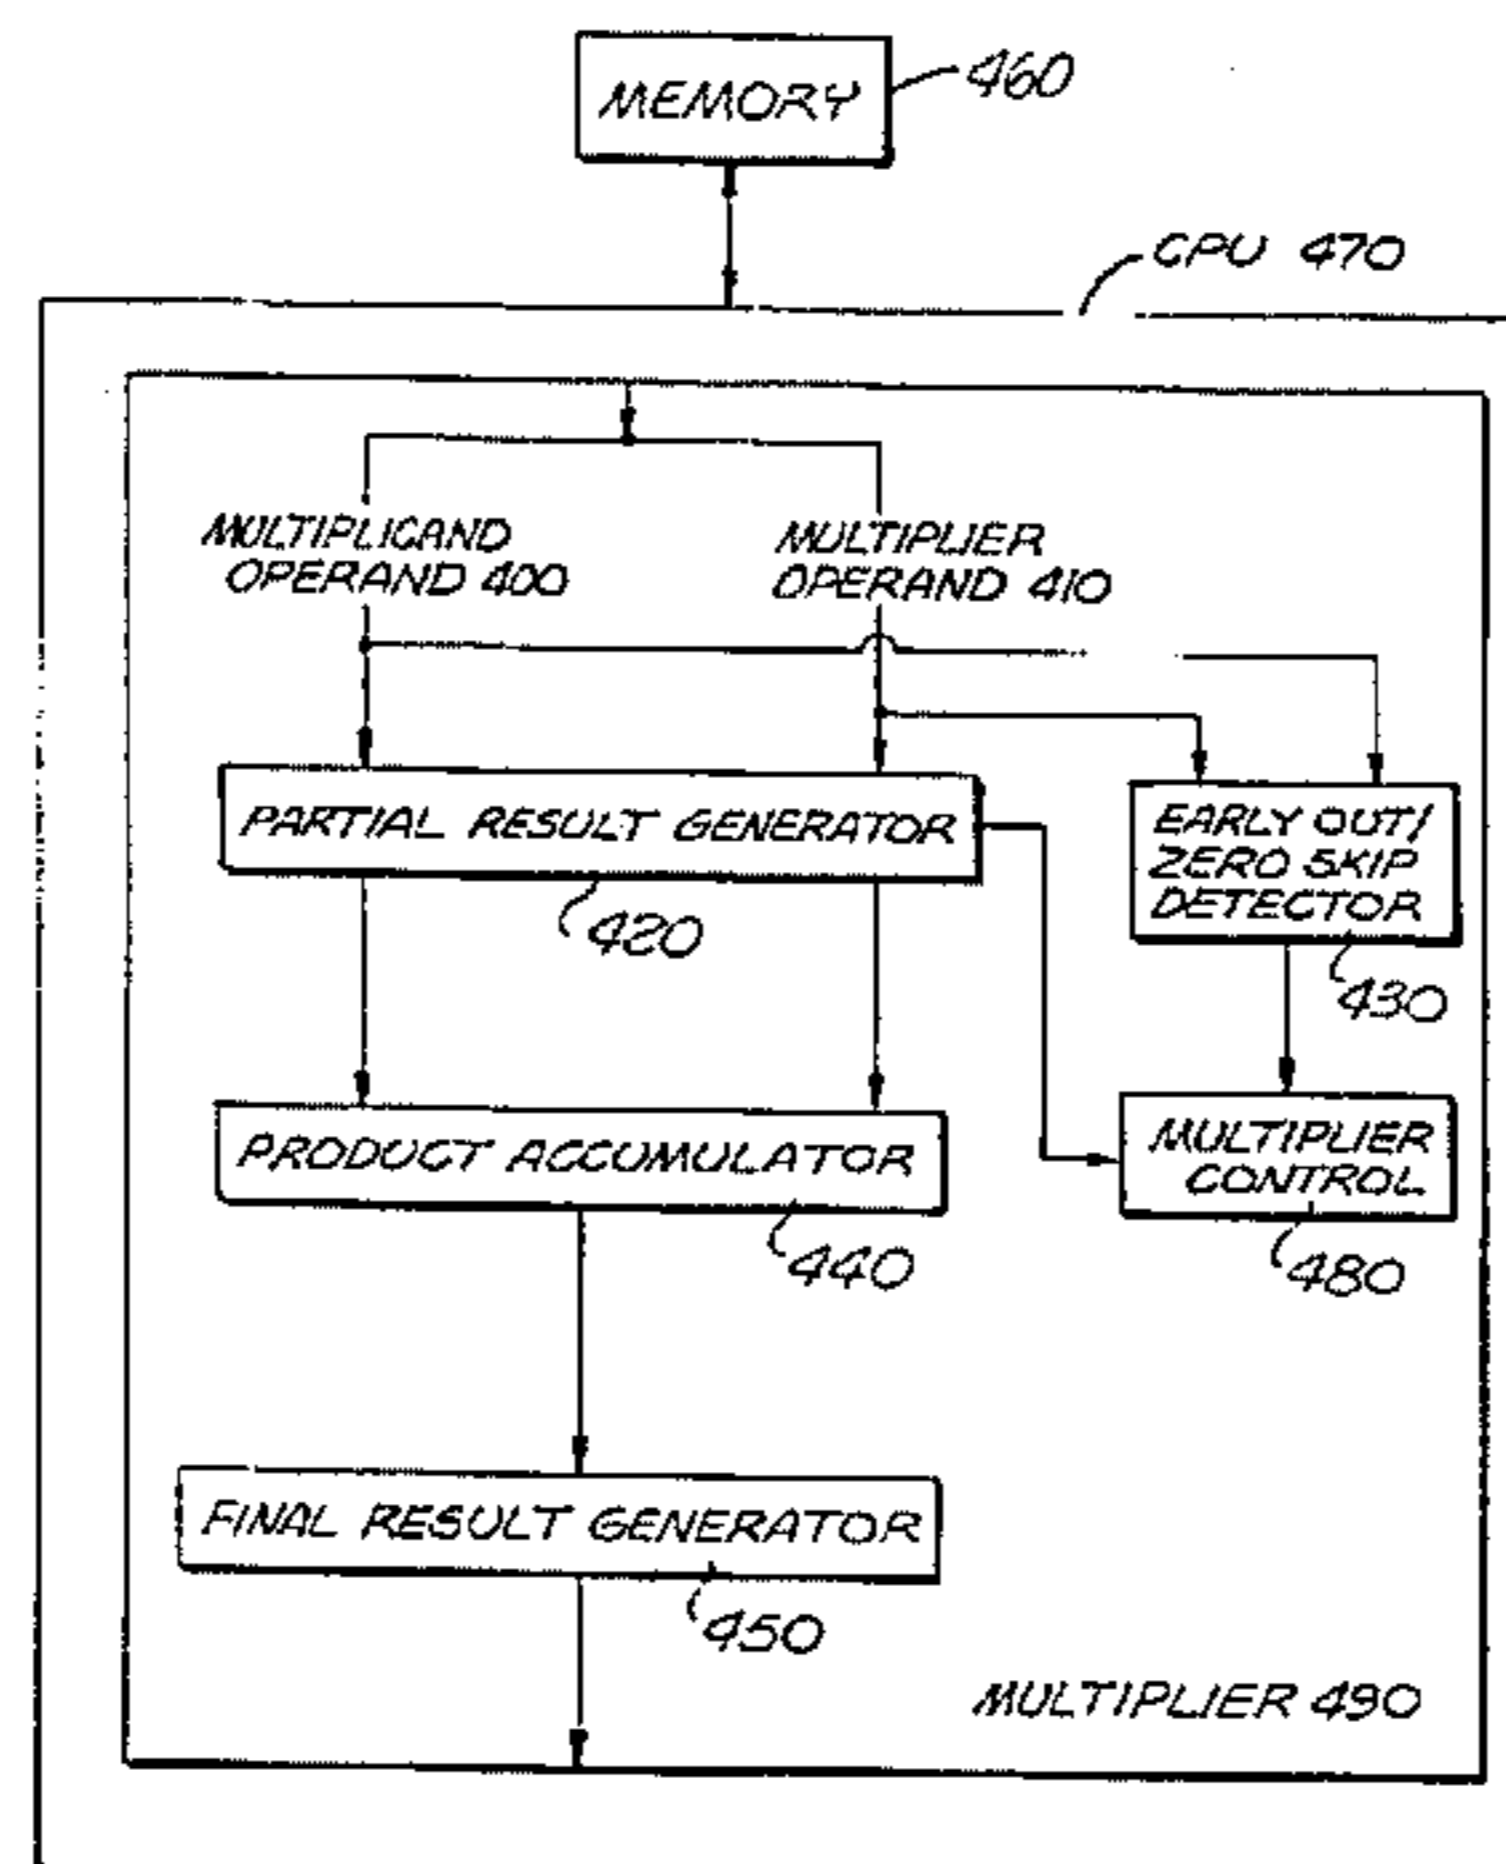 MEMORY
460
CPU 470
MULTIPLICAND
OPERAND 400
MULTIPLIER
OPERAND 410
PARTIAL RESULT GENERATOR
420
EARLY OUT/
ZERO SKIP
DETECTOR
430
PRODUCT ACCUMULATOR
440
MULTIPLIER
CONTROL
480
FINAL RESULT GENERATOR
450
MULTIPLIER 490